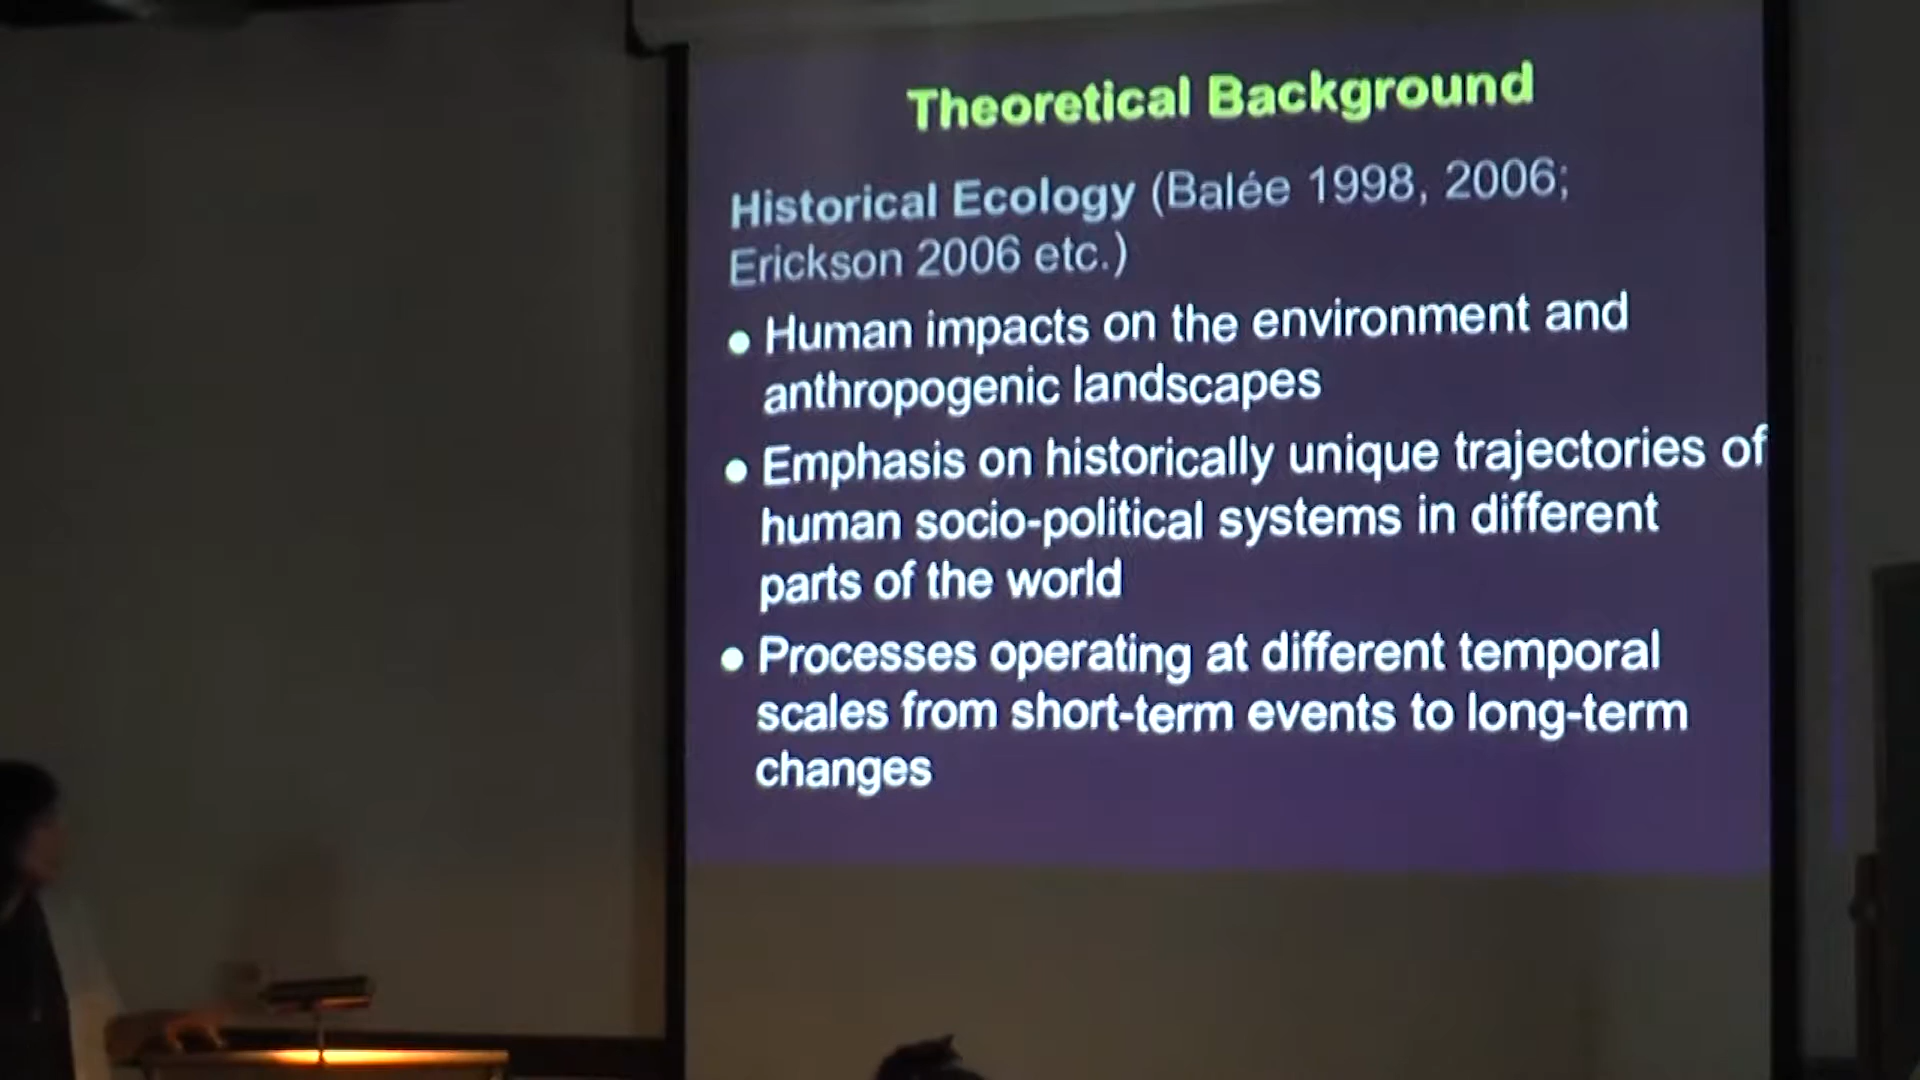 Theoretical Background
Historical Ecology (Balée 1998, 2006;
Erickson 2006 etc.)
● Human impacts on the environment and
anthropogenic landscapes
● Emphasis on historically unique trajectories of
human socio-political systems in different
parts of the world
● Processes operating at different temporal
scales from short-term events to long-term
changes